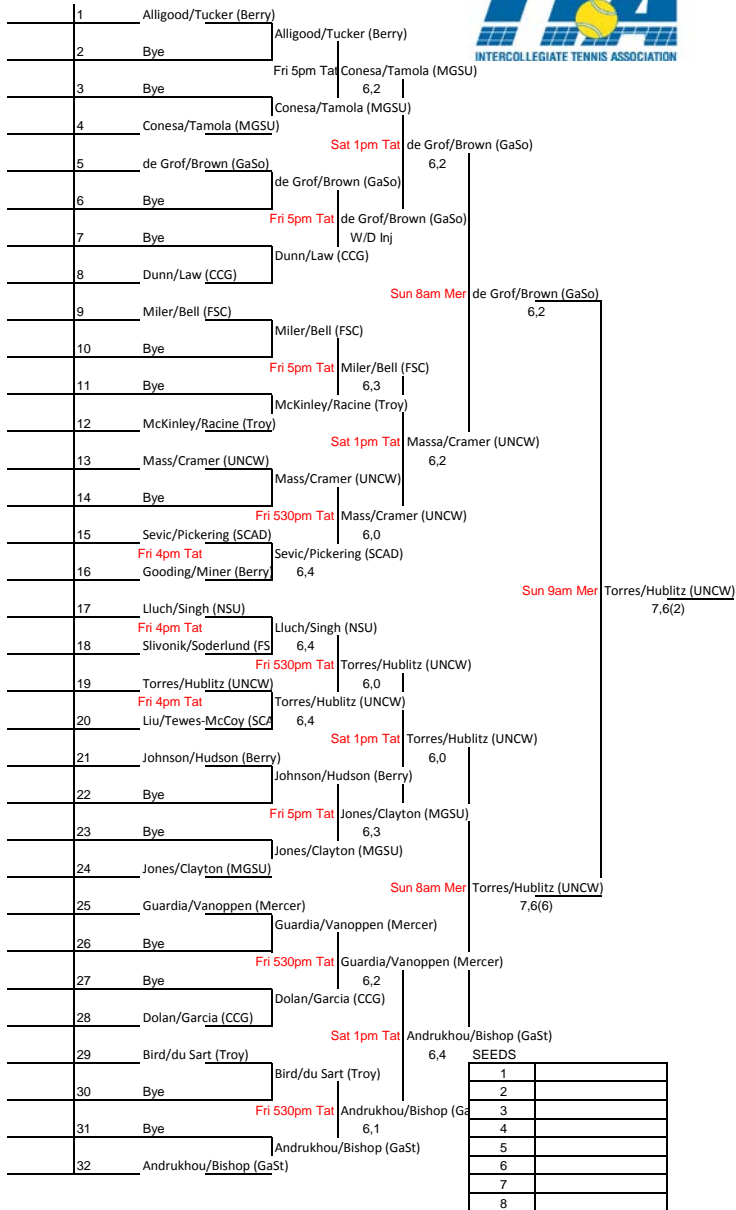 INTERCOLLEGIATE TENNIS ASSOCIATION
1 Alligood/Tucker (Berry)
Alligood/Tucker (Berry)
2 Bye
Fri 5pm Tat Conesa/Tamola (MGSU)
3 Bye 6,2
Conesa/Tamola (MGSU)
4 Conesa/Tamola (MGSU)
Sat 1pm Tat de Grof/Brown (GaSo)
5 de Grof/Brown (GaSo) 6,2
de Grof/Brown (GaSo)
6 Bye
Fri 5pm Tat de Grof/Brown (GaSo)
7 Bye W/D Inj
Dunn/Law (CCG)
8 Dunn/Law (CCG)
Sun 8am Mer de Grof/Brown (GaSo)
9 Miler/Bell (FSC) 6,2
Miler/Bell (FSC)
10 Bye
Fri 5pm Tat Miler/Bell (FSC)
11 Bye 6,3
McKinley/Racine (Troy)
12 McKinley/Racine (Troy)
Sat 1pm Tat Massa/Cramer (UNCW)
13 Mass/Cramer (UNCW) 6,2
Mass/Cramer (UNCW)
14 Bye
Fri 530pm Tat Mass/Cramer (UNCW)
15 Sevic/Pickering (SCAD) 6,0
Fri 4pm Tat Sevic/Pickering (SCAD)
16 Gooding/Miner (Berry) 6,4
Sun 9am Mer Torres/Hublitz (UNCW)
17 Lluch/Singh (NSU) 7,6(2)
Fri 4pm Tat Lluch/Singh (NSU)
18 Slivonik/Soderlund (FS 6,4
Fri 530pm Tat Torres/Hublitz (UNCW)
19 Torres/Hublitz (UNCW) 6,0
Fri 4pm Tat Torres/Hublitz (UNCW)
20 Liu/Tewes-McCoy (SCA 6,4
Sat 1pm Tat Torres/Hublitz (UNCW)
21 Johnson/Hudson (Berry) 6,0
Johnson/Hudson (Berry)
22 Bye
Fri 5pm Tat Jones/Clayton (MGSU)
23 Bye 6,3
Jones/Clayton (MGSU)
24 Jones/Clayton (MGSU)
Sun 8am Mer Torres/Hublitz (UNCW)
25 Guardia/Vanoppen (Mercer) 7,6(6)
Guardia/Vanoppen (Mercer)
26 Bye
Fri 530pm Tat Guardia/Vanoppen (Mercer)
27 Bye 6,2
Dolan/Garcia (CCG)
28 Dolan/Garcia (CCG)
Sat 1pm Tat Andrukhou/Bishop (GaSt)
29 Bird/du Sart (Troy) 6,4 SEEDS
Bird/du Sart (Troy) 1
30 Bye 2
Fri 530pm Tat Andrukhou/Bishop (Ga 3
31 Bye 6,1 4
Andrukhou/Bishop (GaSt) 5
32 Andrukhou/Bishop (GaSt) 6
7
8